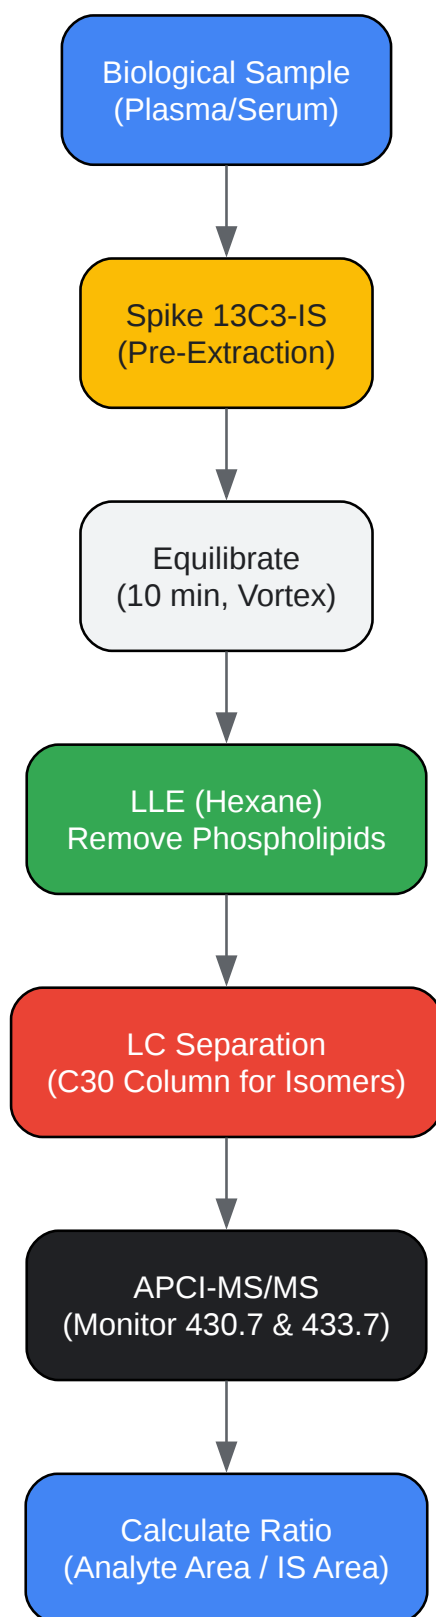 Biological Sample
(Plasma/Serum)
Spike 13C3-IS
(Pre-Extraction)
Equilibrate
(10 min, Vortex)
LLE (Hexane)
Remove Phospholipids
LC Separation
(C30 Column for Isomers)
APCI-MS/MS
(Monitor 430.7 & 433.7)
Calculate Ratio
(Analyte Area / IS Area)